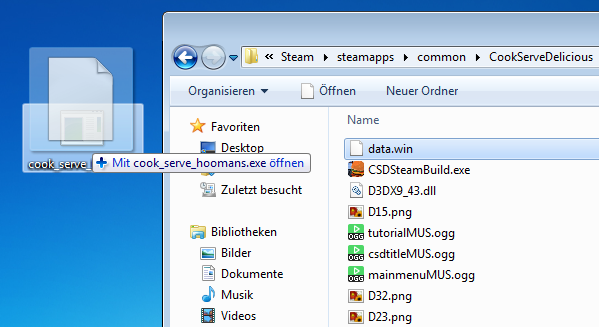 Steam ▸ steamapps ▸ common ▸ CookServeDelicious
Organisieren Öffnen Neuer Ordner
Favoriten
Desktop
Zuletzt besucht
Bibliotheken
Bilder
Dokumente
Musik
Videos
Name
data.win
CSDSteamBuild.exe
D3DX9_43.dll
D15.png
tutorialMUS.ogg
csdtitleMUS.ogg
mainmenuMUS.ogg
D32.png
D23.png
cook_serve_
Mit cook_serve_hoomans.exe öffnen